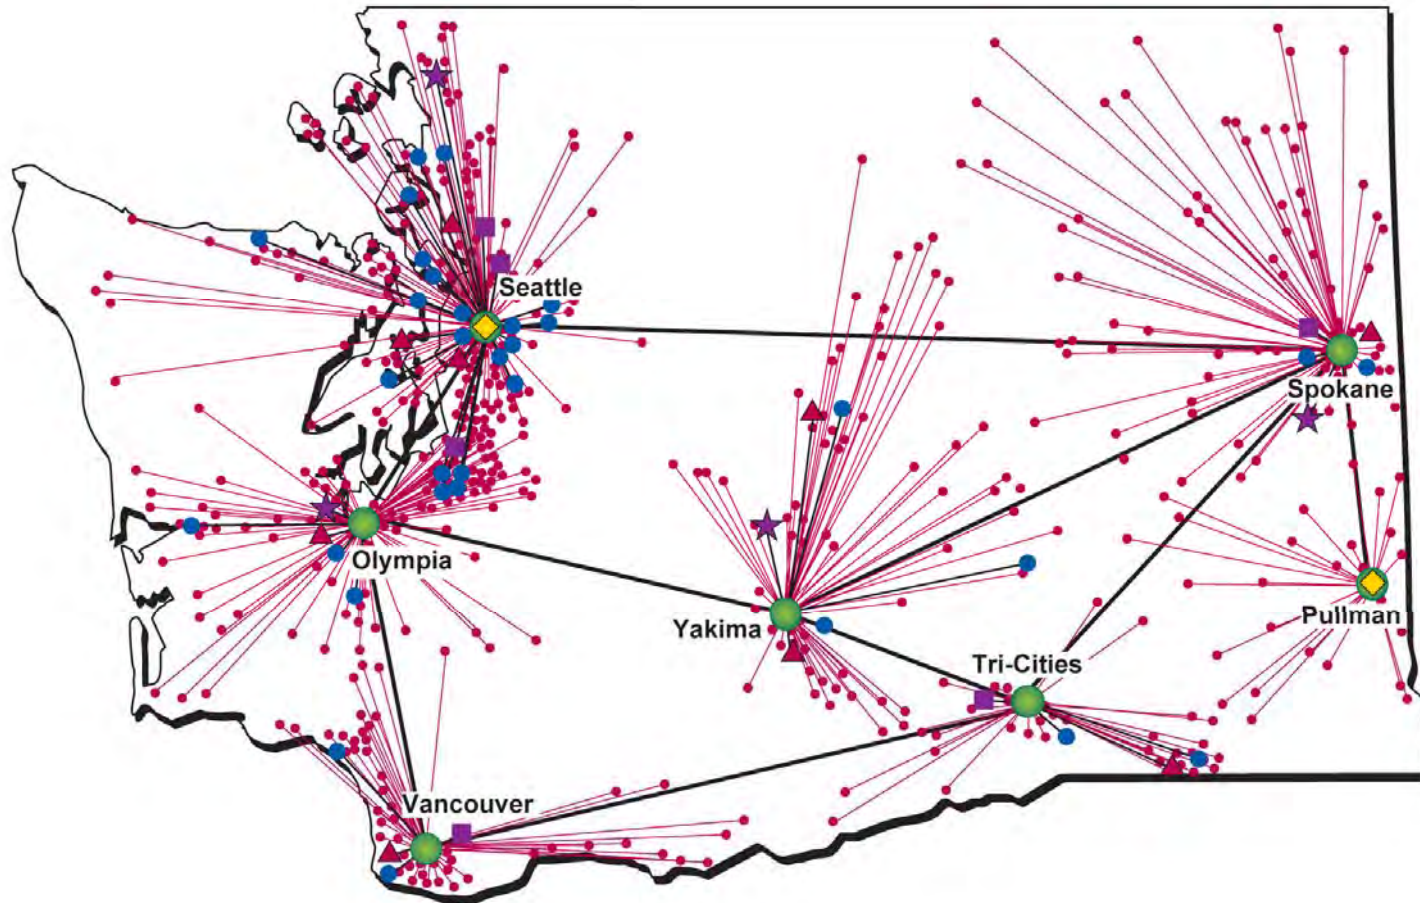 Seattle
Spokane
Olympia
Yakima
Pullman
Tri-Cities
Vancouver